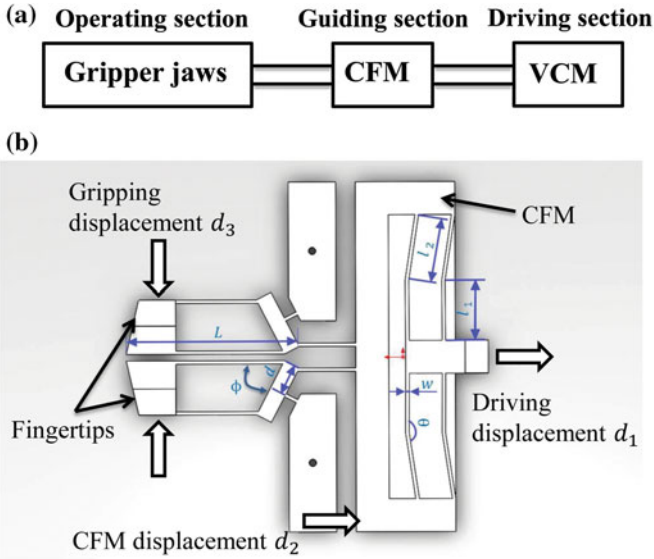 (a)
Operating section
Guiding section
Driving section
Gripper jaws
CFM
VCM
(b)
Gripping
displacement d₃
CFM
l₂
l₁
L
ϕ
d
w
θ
Fingertips
Driving
displacement d₁
CFM displacement d₂